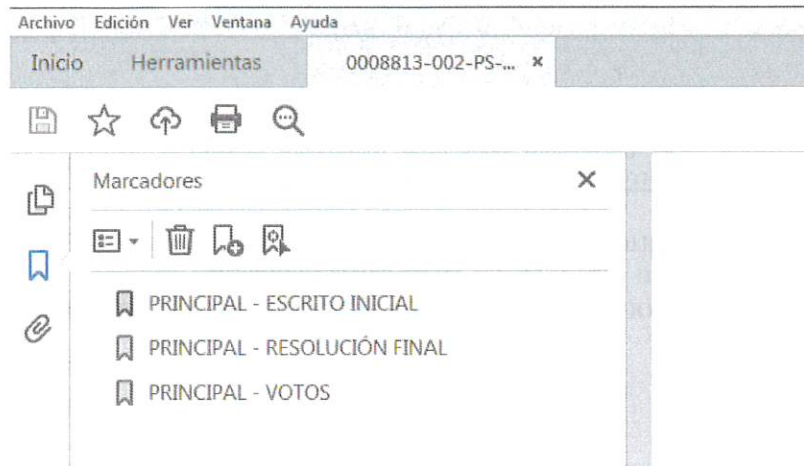 Archivo Edición Ver Ventana Ayuda
Inicio Herramientas 0008813-002-PS-... ×
Marcadores ×
PRINCIPAL - ESCRITO INICIAL
PRINCIPAL - RESOLUCIÓN FINAL
PRINCIPAL - VOTOS